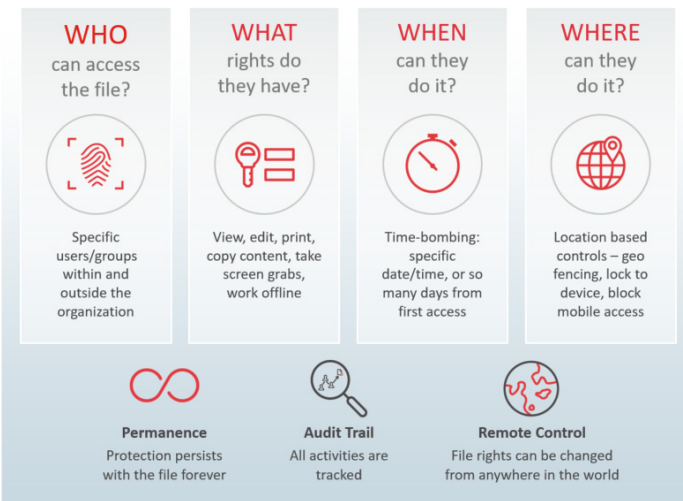 WHO
can access
the file?
Specific
users/groups
within and
outside the
organization
WHAT
rights do
they have?
View, edit, print,
copy content, take
screen grabs,
work offline
WHEN
can they
do it?
Time-bombing:
specific
date/time, or so
many days from
first access
WHERE
can they
do it?
Location based
controls – geo
fencing, lock to
device, block
mobile access
Permanence
Protection persists
with the file forever
Audit Trail
All activities are
tracked
Remote Control
File rights can be changed
from anywhere in the world